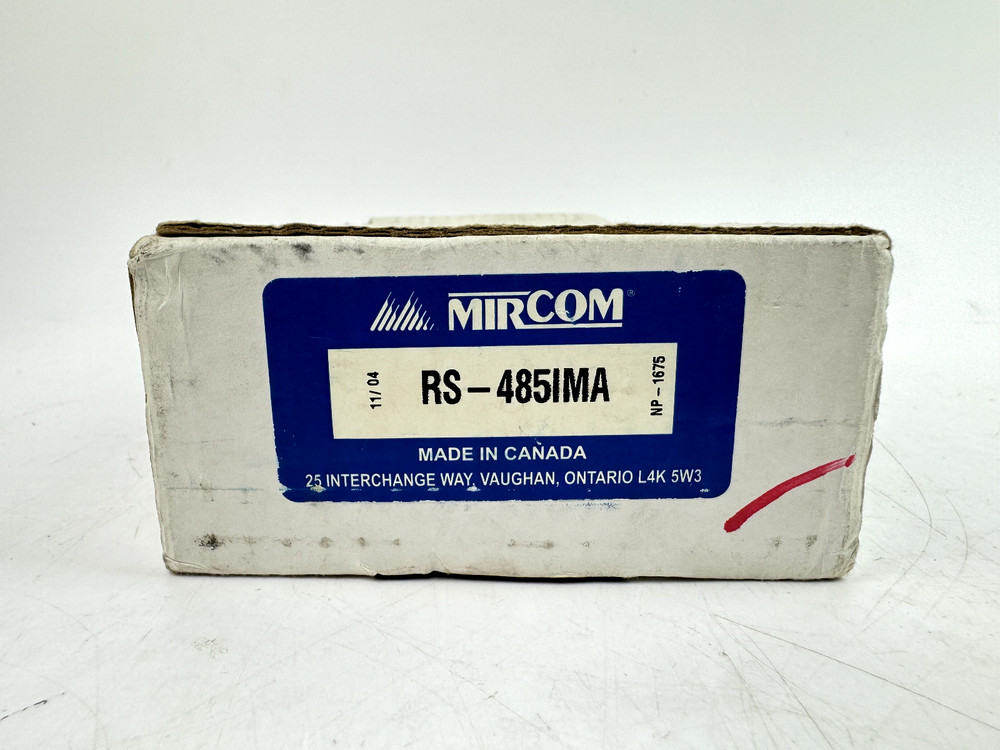 MIRCOM®
11/04
RS-485IMA
NP-1675
MADE IN CANADA
25 INTERCHANGE WAY, VAUGHAN, ONTARIO L4K 5W3